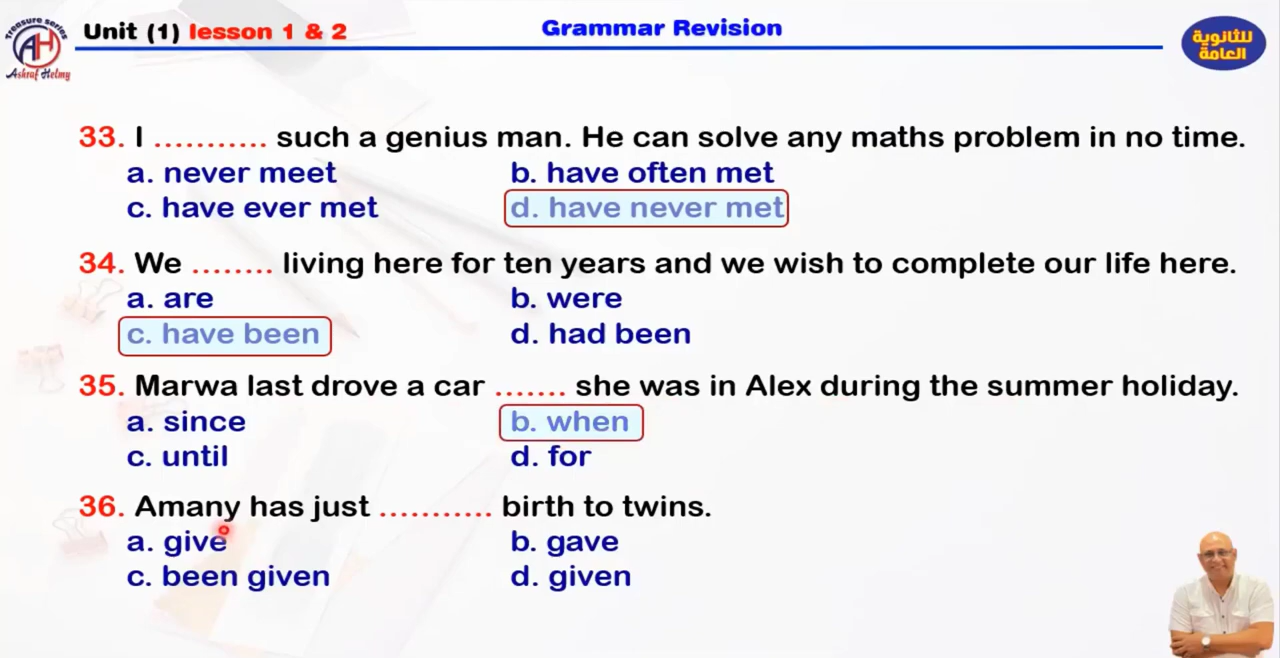 Treasure series
AH
Ashraf Helmy
Unit (1) lesson 1 & 2
Grammar Revision
للثانوية
العامة
33. I ........... such a genius man. He can solve any maths problem in no time.
a. never meet b. have often met
c. have ever met d. have never met
34. We ........ living here for ten years and we wish to complete our life here.
a. are b. were
c. have been d. had been
35. Marwa last drove a car ....... she was in Alex during the summer holiday.
a. since b. when
c. until d. for
36. Amany has just ........... birth to twins.
a. give b. gave
c. been given d. given